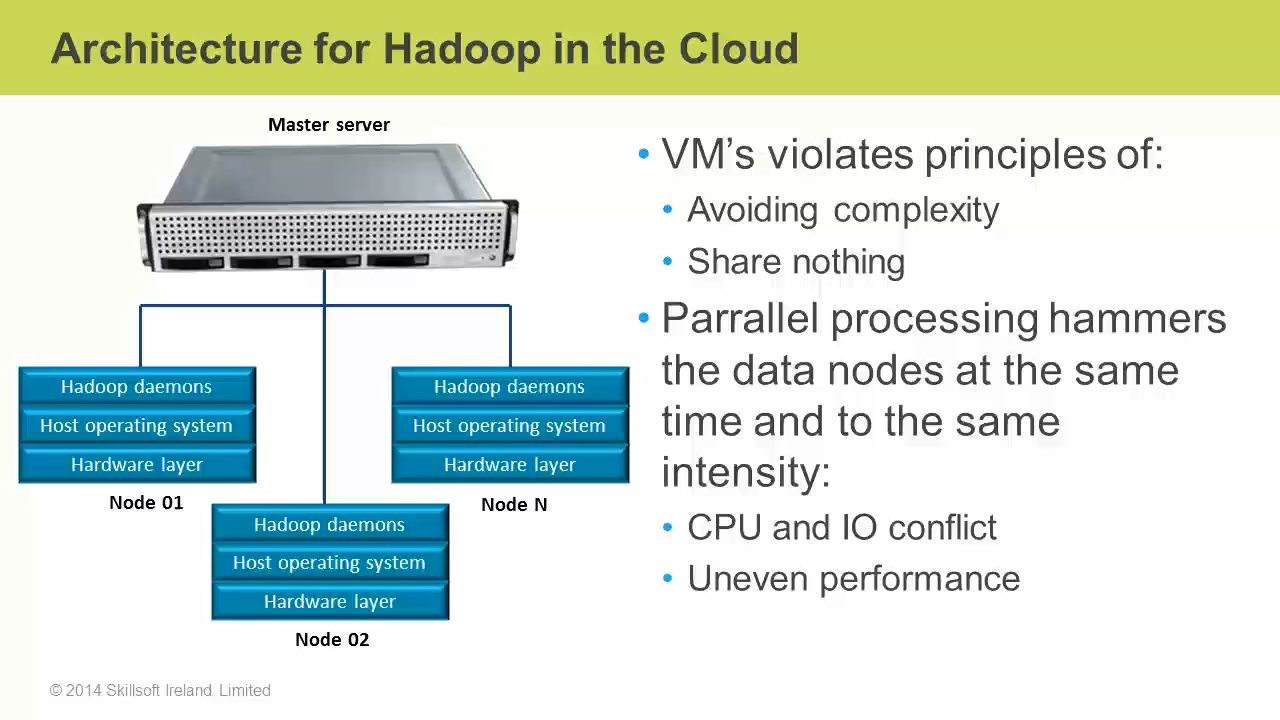 Architecture for Hadoop in the Cloud
Master server
Hadoop daemons
Host operating system
Hardware layer
Node 01
Hadoop daemons
Host operating system
Hardware layer
Node 02
Hadoop daemons
Host operating system
Hardware layer
Node N
• VM’s violates principles of:
• Avoiding complexity
• Share nothing
• Parrallel processing hammers
the data nodes at the same
time and to the same
intensity:
• CPU and IO conflict
• Uneven performance
© 2014 Skillsoft Ireland Limited